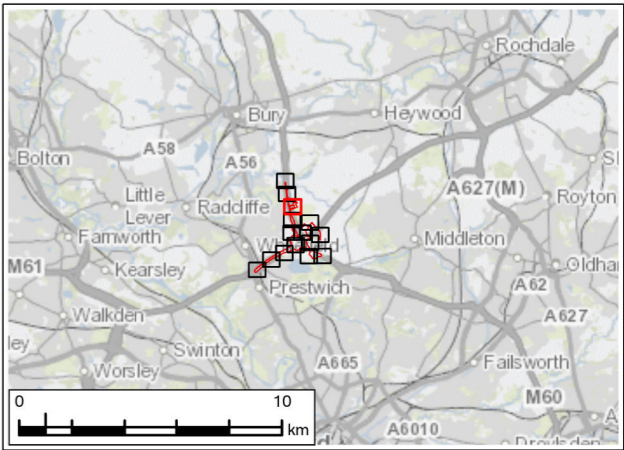 Rochdale
Bury
Heywood
Bolton
A58
A56
A627(M)
Royton
Little
Lever
Radcliffe
Farnworth
Middleton
Oldha
M61
Kearsley
A62
Prestwich
A627
Walkden
ley
Swinton
A665
Failsworth
Worsley
M60
0
10
km
A6010